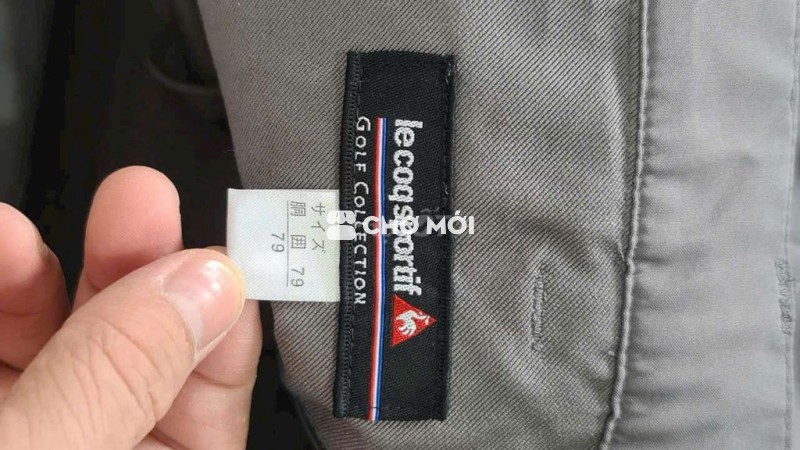 le coq sportif
GOLF COLLECTION
サイズ 79
胴囲 79
CHỢ MỚI